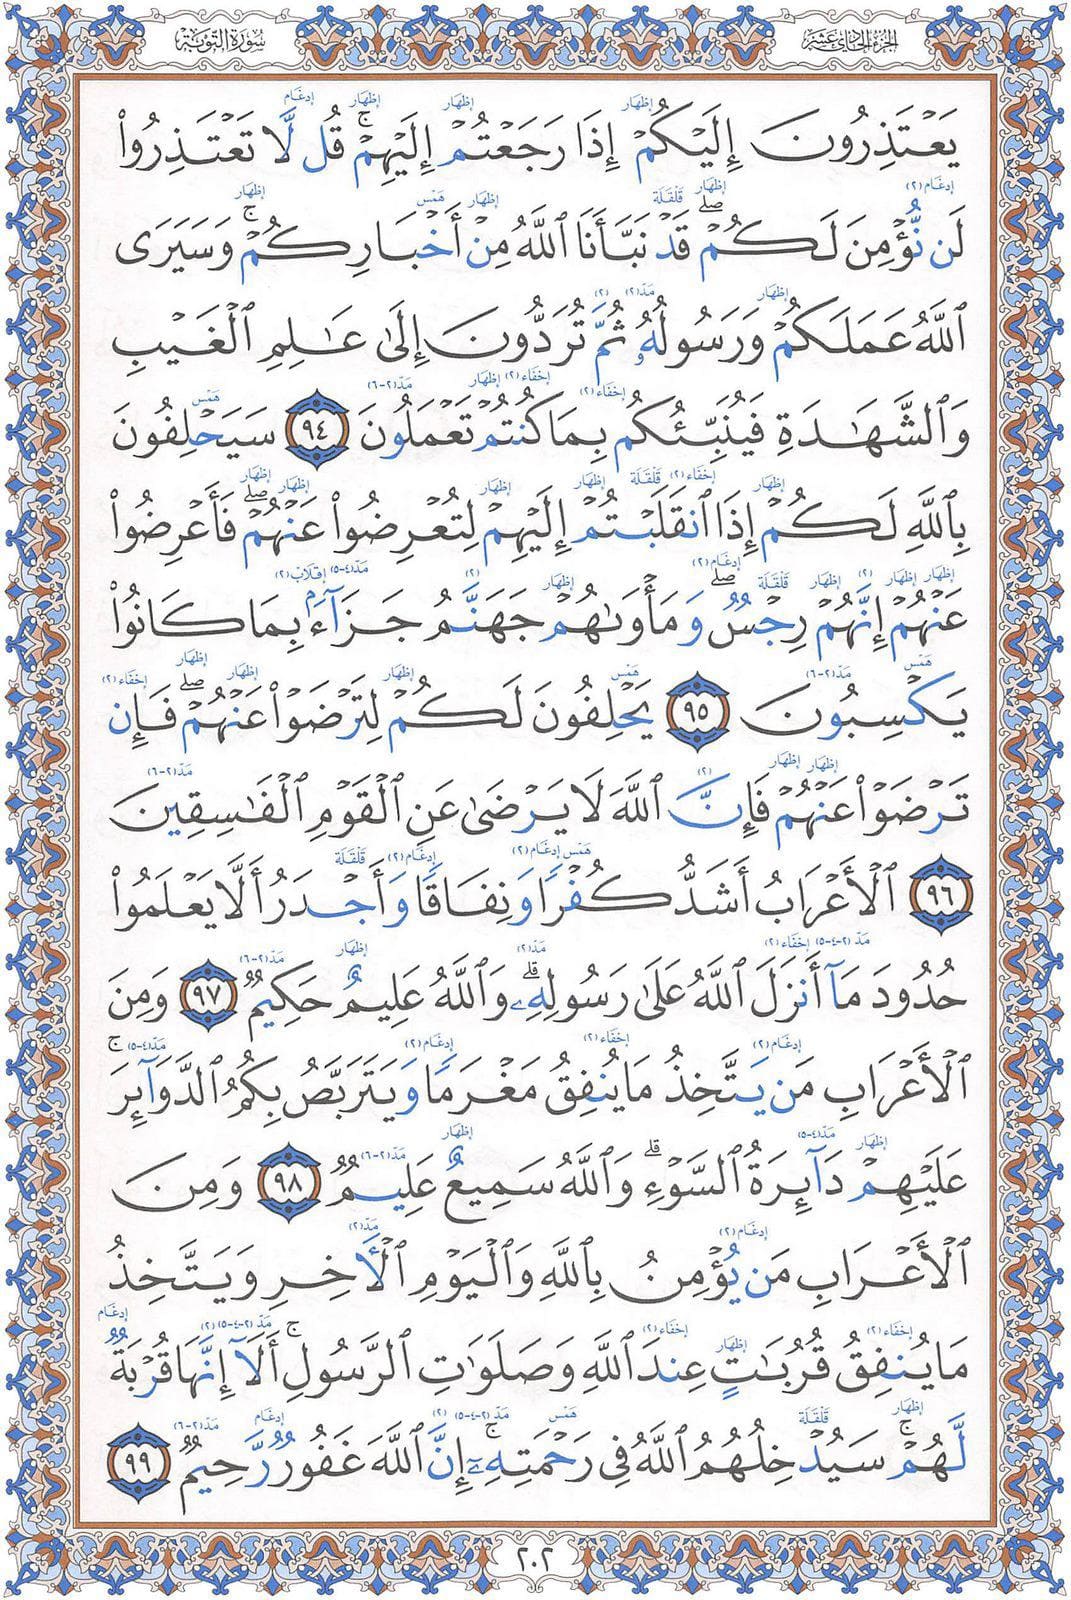 الجزء الحادي عشر
سورة التوبة
يَعْتَذِرُونَ إِلَيْكُمْ إِذَا رَجَعْتُمْ إِلَيْهِمْ ۚ قُل لَّا تَعْتَذِرُوا۟
لَن نُّؤْمِنَ لَكُمْ ۖ قَدْ نَبَّأَنَا ٱللَّهُ مِنْ أَخْبَارِكُمْ ۚ وَسَيَرَى
ٱللَّهُ عَمَلَكُمْ وَرَسُولُهُۥ ثُمَّ تُرَدُّونَ إِلَىٰ عَـٰلِمِ ٱلْغَيْبِ
وَٱلشَّهَـٰدَةِ فَيُنَبِّئُكُم بِمَا كُنتُمْ تَعْمَلُونَ ٩٤ سَيَحْلِفُونَ
بِٱللَّهِ لَكُمْ إِذَا ٱنقَلَبْتُمْ إِلَيْهِمْ لِتُعْرِضُوا۟ عَنْهُمْ ۖ فَأَعْرِضُوا۟
عَنْهُمْ إِنَّهُمْ رِجْسٌ ۖ وَمَأْوَىٰهُمْ جَهَنَّمُ جَزَآءًۢ بِمَا كَانُوا۟
يَكْسِبُونَ ٩٥ يَحْلِفُونَ لَكُمْ لِتَرْضَوْا۟ عَنْهُمْ ۖ فَإِن
تَرْضَوْا۟ عَنْهُمْ فَإِنَّ ٱللَّهَ لَا يَرْضَىٰ عَنِ ٱلْقَوْمِ ٱلْفَـٰسِقِينَ
٩٦ ٱلْأَعْرَابُ أَشَدُّ كُفْرًا وَنِفَاقًا وَأَجْدَرُ أَلَّا يَعْلَمُوا۟
حُدُودَ مَآ أَنزَلَ ٱللَّهُ عَلَىٰ رَسُولِهِۦ ۗ وَٱللَّهُ عَلِيمٌ حَكِيمٌ ٩٧ وَمِنَ
ٱلْأَعْرَابِ مَن يَتَّخِذُ مَا يُنفِقُ مَغْرَمًا وَيَتَرَبَّصُ بِكُمُ ٱلدَّوَآئِرَ ۚ
عَلَيْهِمْ دَآئِرَةُ ٱلسَّوْءِ ۗ وَٱللَّهُ سَمِيعٌ عَلِيمٌ ٩٨ وَمِنَ
ٱلْأَعْرَابِ مَن يُؤْمِنُ بِٱللَّهِ وَٱلْيَوْمِ ٱلْـَٔاخِرِ وَيَتَّخِذُ
مَا يُنفِقُ قُرُبَـٰتٍ عِندَ ٱللَّهِ وَصَلَوَٰتِ ٱلرَّسُولِ ۚ أَلَآ إِنَّهَا قُرْبَةٌ
لَّهُمْ ۚ سَيُدْخِلُهُمُ ٱللَّهُ فِى رَحْمَتِهِۦٓ ۗ إِنَّ ٱللَّهَ غَفُورٌ رَّحِيمٌ ٩٩
٢٠٢